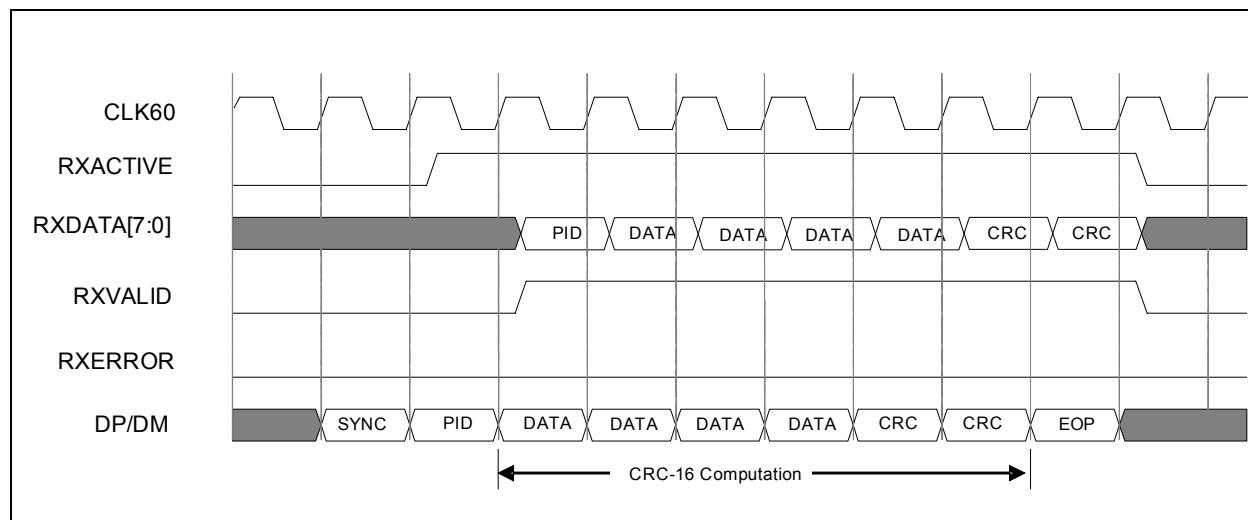 CLK60
RXACTIVE
RXDATA[7:0] PID DATA DATA DATA DATA CRC CRC
RXVALID
RXERROR
DP/DM SYNC PID DATA DATA DATA DATA CRC CRC EOP
CRC-16 Computation